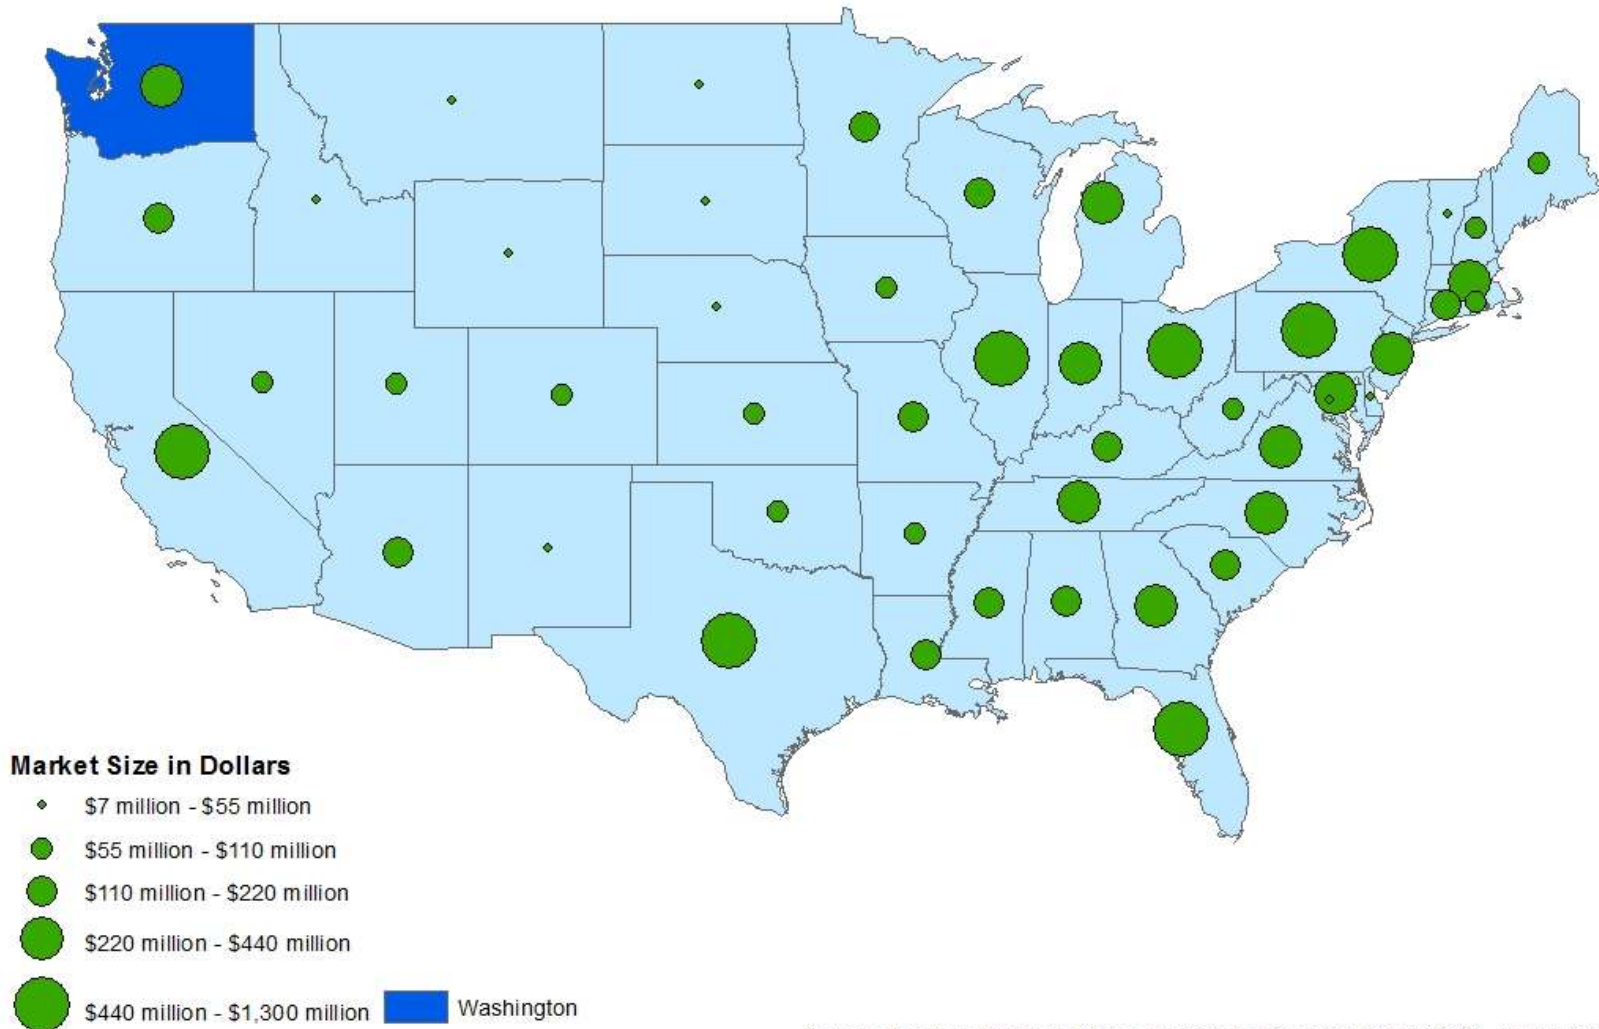 Market Size in Dollars
$7 million - $55 million
$55 million - $110 million
$110 million - $220 million
$220 million - $440 million
$440 million - $1,300 million
Washington